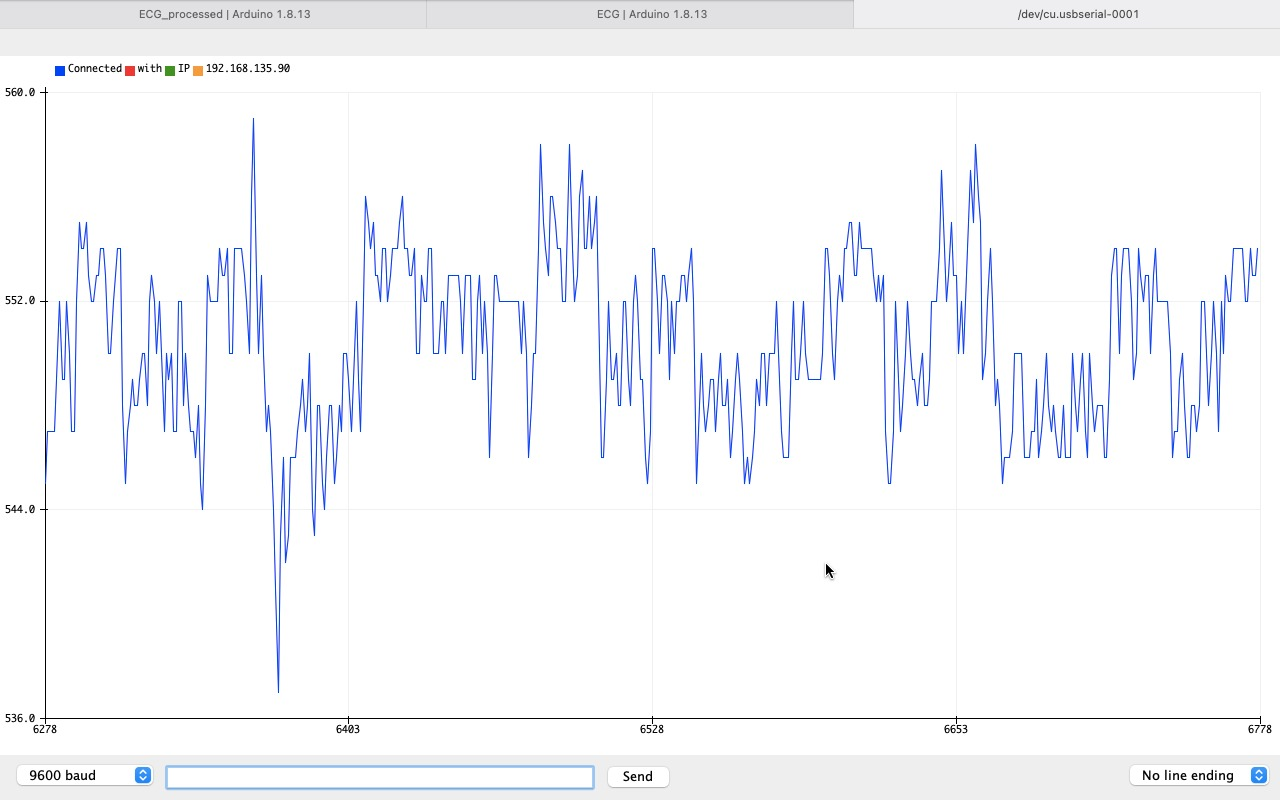 ECG_processed | Arduino 1.8.13 ECG | Arduino 1.8.13 /dev/cu.usbserial-0001
Connected with IP 192.168.135.90
560.0
552.0
544.0
536.0
6278 6403 6528 6653 6778
9600 baud Send No line ending